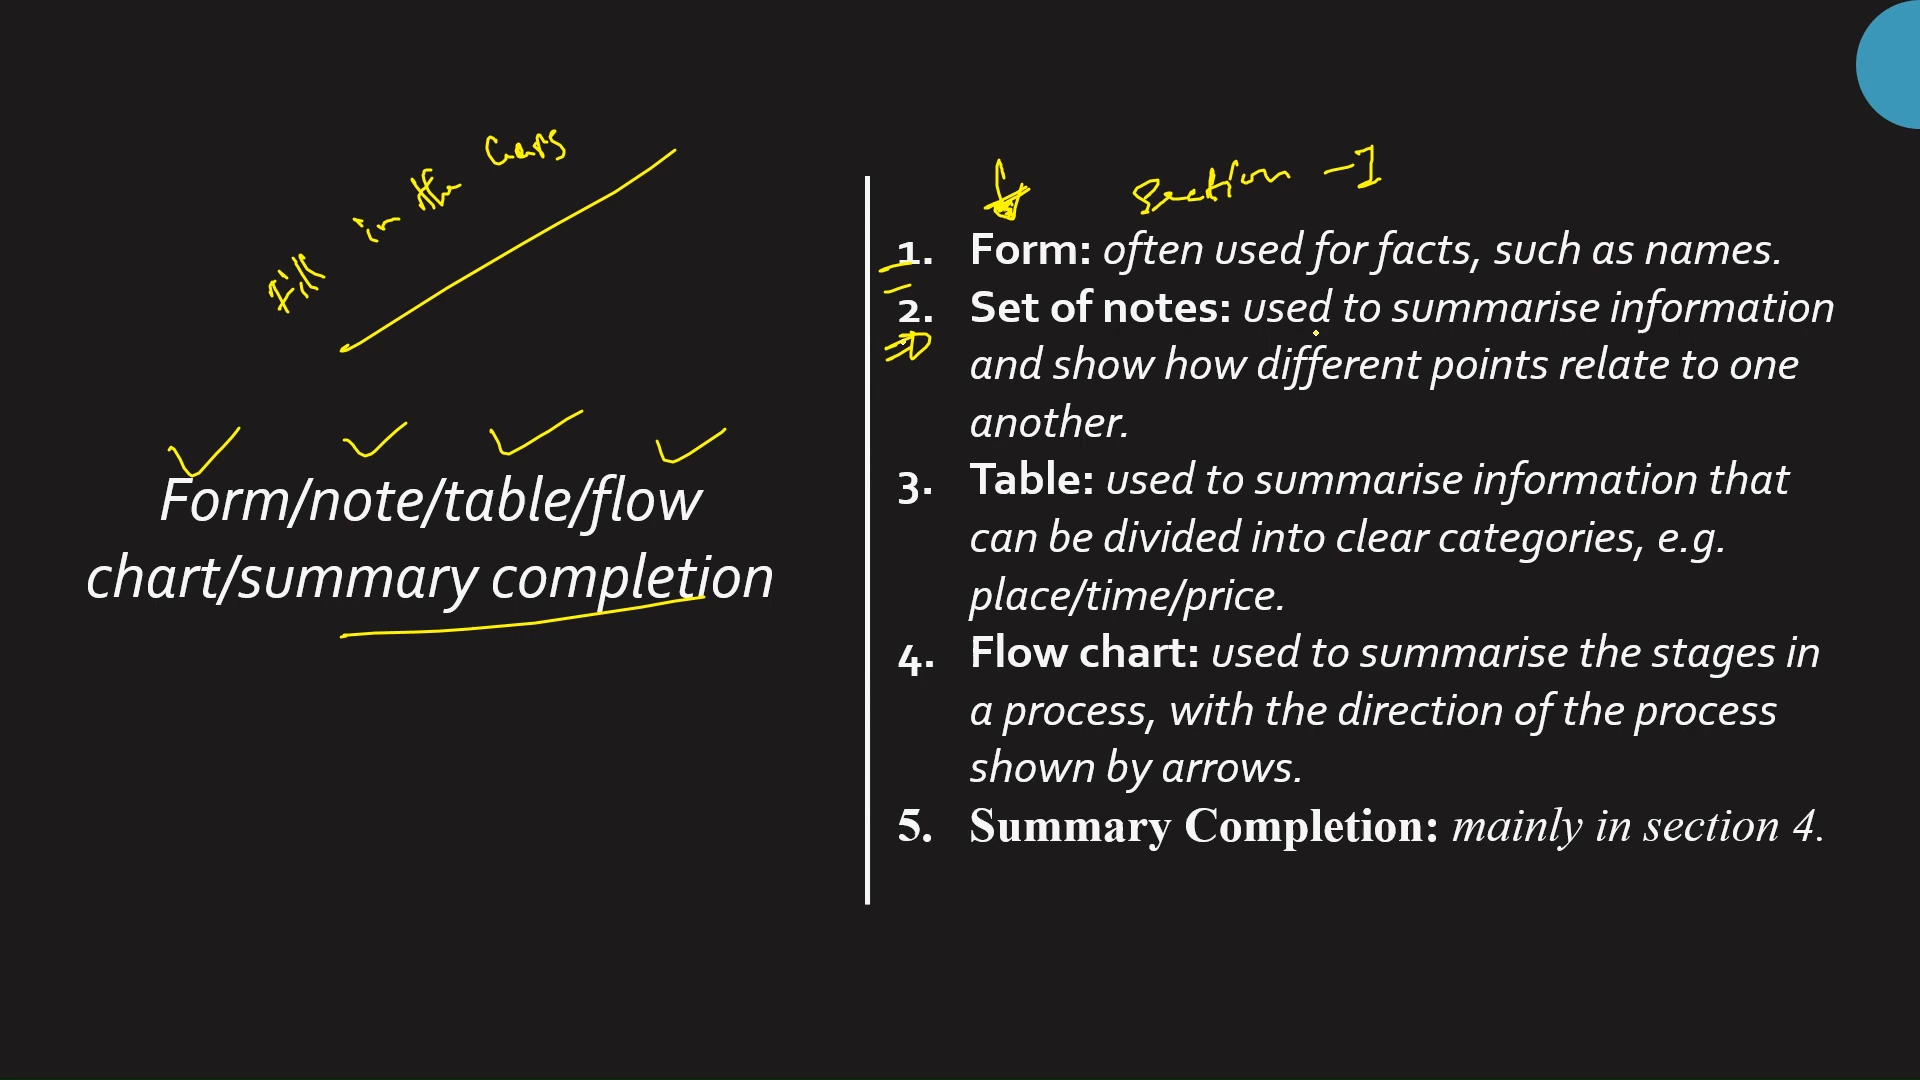 Fill in the Gaps
Form/note/table/flow
chart/summary completion
Section - I
1. Form: often used for facts, such as names.
2. Set of notes: used to summarise information
and show how different points relate to one
another.
3. Table: used to summarise information that
can be divided into clear categories, e.g.
place/time/price.
4. Flow chart: used to summarise the stages in
a process, with the direction of the process
shown by arrows.
5. Summary Completion: mainly in section 4.